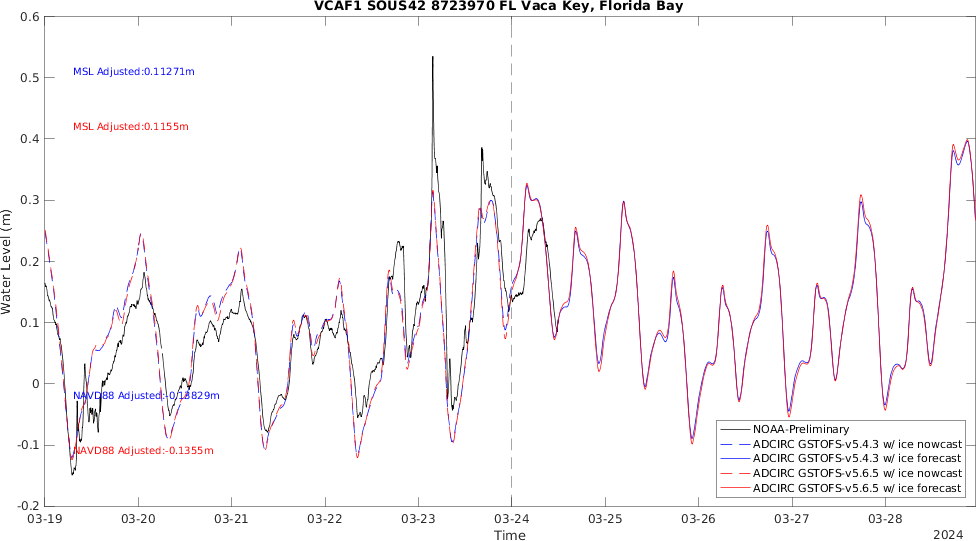 VCAF1 SOUS42 8723970 FL Vaca Key, Florida Bay
0.6
0.5
0.4
0.3
0.2
0.1
0
-0.1
-0.2
Water Level (m)
MSL Adjusted:0.11271m
MSL Adjusted:0.1155m
NAVD88 Adjusted:-0.13829m
NAVD88 Adjusted:-0.1355m
NOAA-Preliminary
ADCIRC GSTOFS-v5.4.3 w/ ice nowcast
ADCIRC GSTOFS-v5.4.3 w/ ice forecast
ADCIRC GSTOFS-v5.6.5 w/ ice nowcast
ADCIRC GSTOFS-v5.6.5 w/ ice forecast
03-19 03-20 03-21 03-22 03-23 03-24 03-25 03-26 03-27 03-28
Time
2024